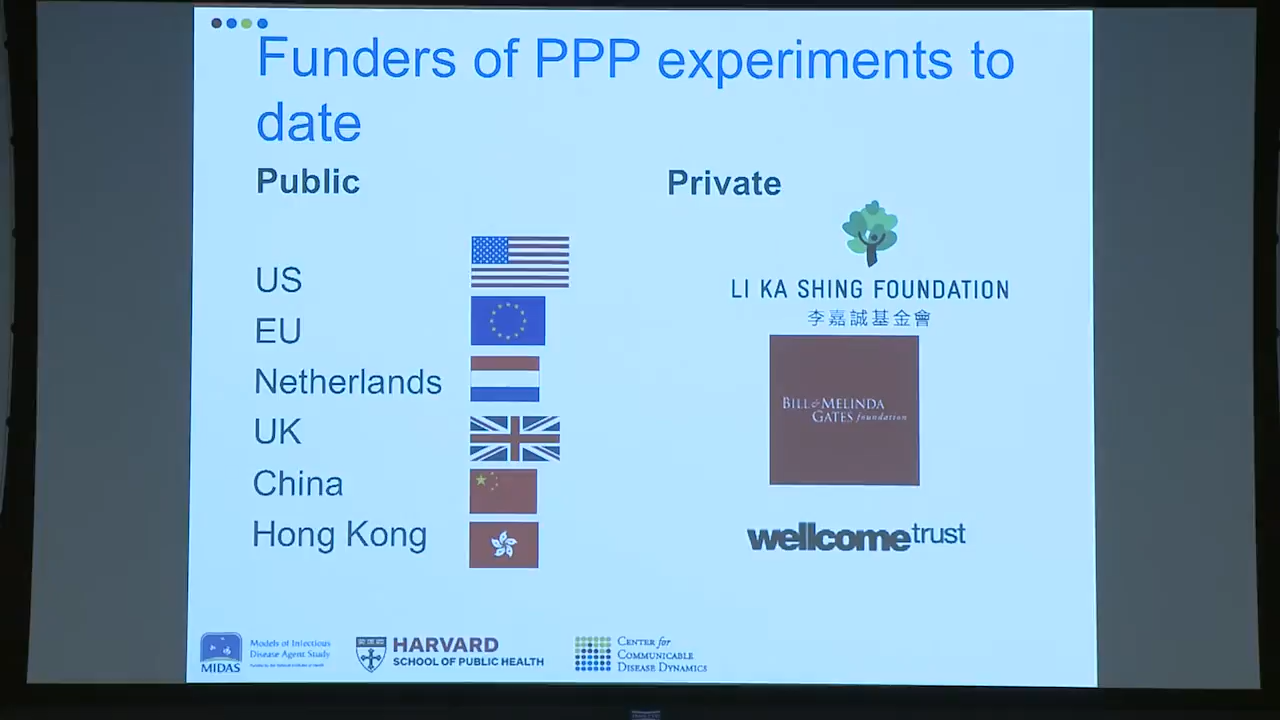 Funders of PPP experiments to
date
Public
Private
US
EU
Netherlands
UK
China
Hong Kong
LI KA SHING FOUNDATION
李嘉誠基金會
BILL & MELINDA
GATES foundation
wellcometrust
MIDAS
Models of Infectious
Disease Agent Study
HARVARD
SCHOOL OF PUBLIC HEALTH
CENTER for
COMMUNICABLE
DISEASE DYNAMICS